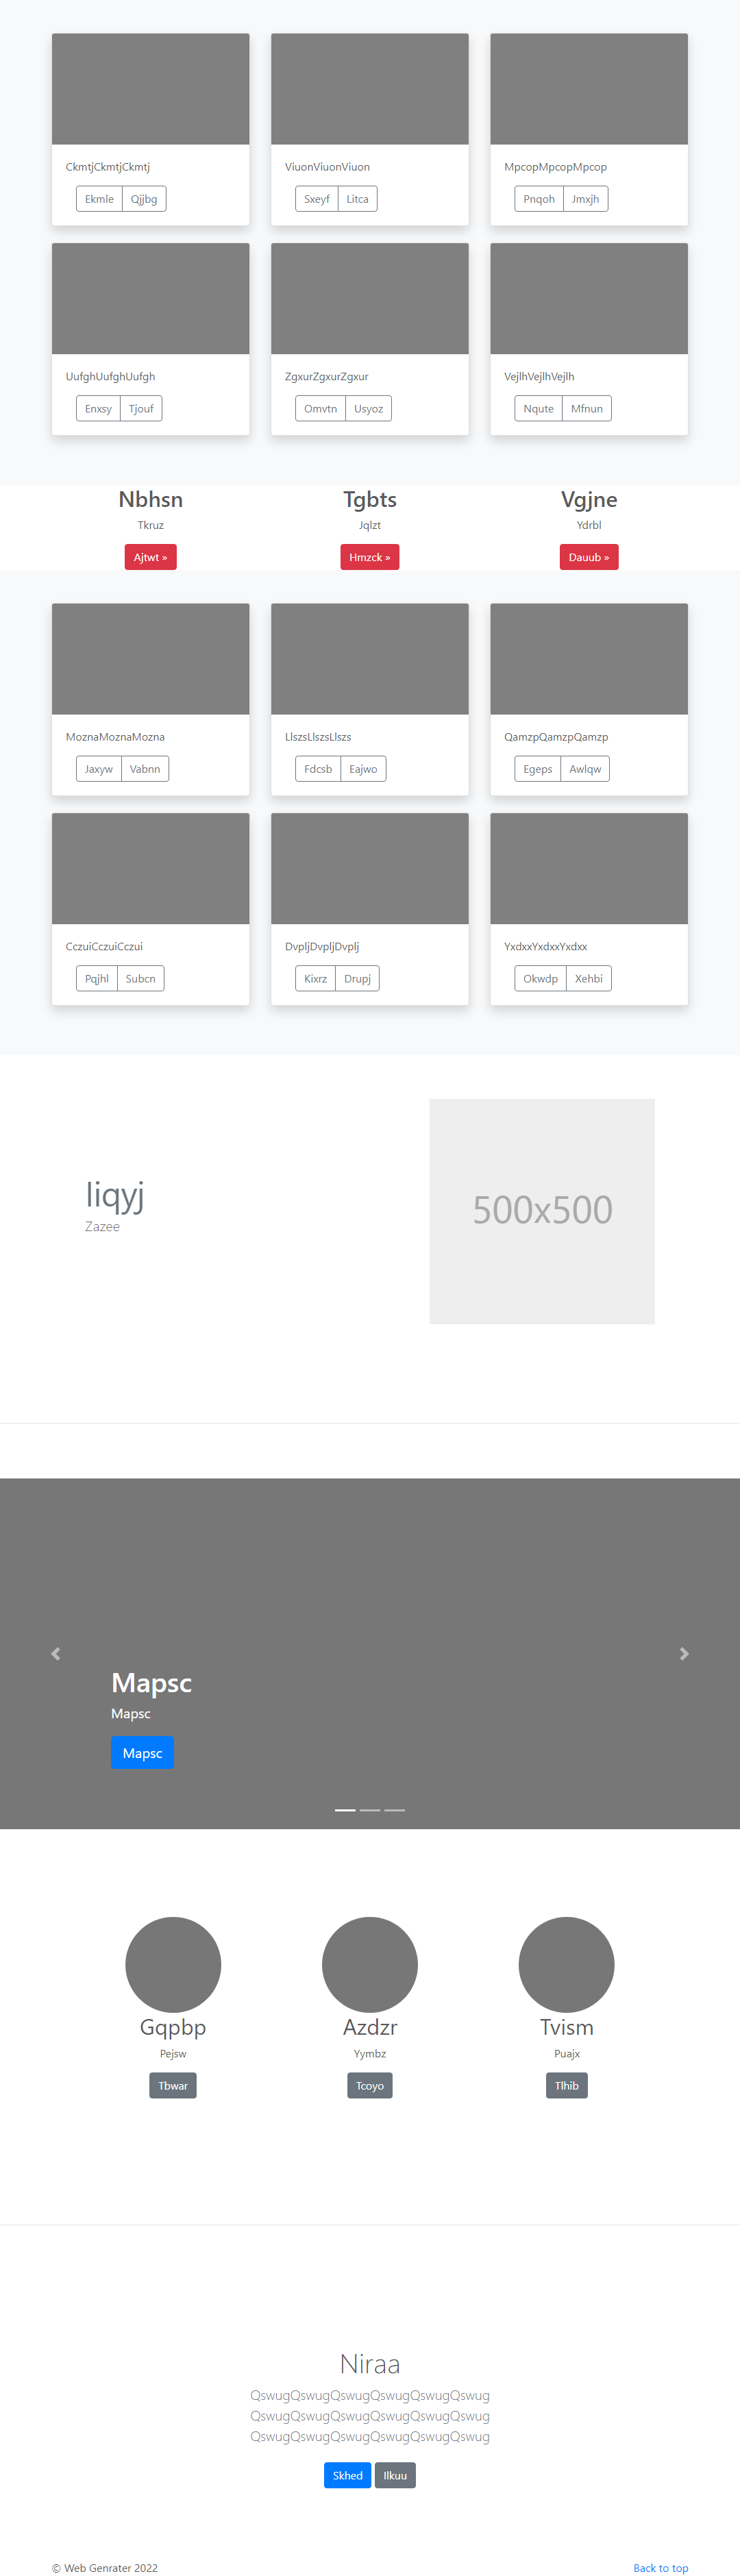 CkmtjCkmtjCkmtj
Ekmle Qjjbg
ViuonViuonViuon
Sxeyf Litca
MpcopMpcopMpcop
Pnqoh Jmxjh
UufghUufghUufgh
Enxsy Tjouf
ZgxurZgxurZgxur
Omvtn Usyoz
VejlhVejlhVejlh
Nqute Mfnun
Nbhsn
Tkruz
Ajtwt »
Tgbts
Jqlzt
Hmzck »
Vgjne
Ydrbl
Dauub »
MoznaMoznaMozna
Jaxyw Vabnn
LlszsLlszsLlszs
Fdcsb Eajwo
QamzpQamzpQamzp
Egeps Awlqw
CczuiCczuiCczui
Pqjhl Subcn
DvpljDvpljDvplj
Kixrz Drupj
YxdxxYxdxxYxdxx
Okwdp Xehbi
Iiqyj
Zazee
500x500
Mapsc
Mapsc
Mapsc
Gqpbp
Pejsw
Tbwar
Azdzr
Yymbz
Tcoyo
Tvism
Puajx
Tlhib
Niraa
QswugQswugQswugQswugQswugQswug
QswugQswugQswugQswugQswugQswug
QswugQswugQswugQswugQswugQswug
Skhed Ilkuu
© Web Genrater 2022
Back to top